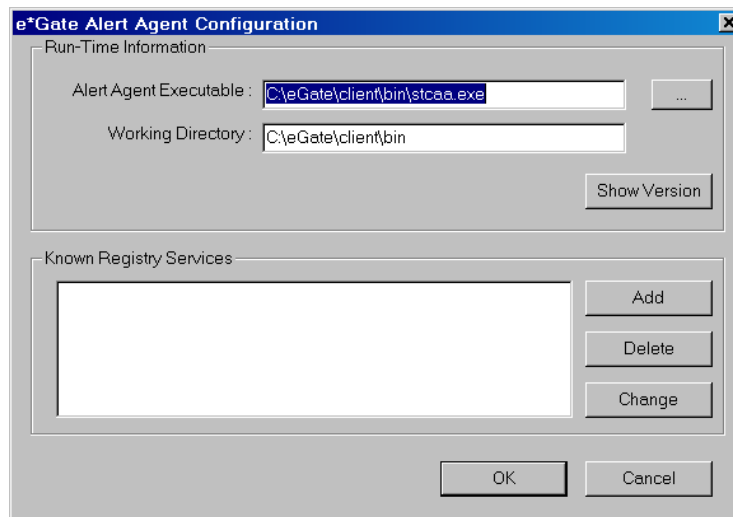 e*Gate Alert Agent Configuration
Run-Time Information
Alert Agent Executable : C:\eGate\client\bin\stcaa.exe ...
Working Directory : C:\eGate\client\bin
Show Version
Known Registry Services
Add
Delete
Change
OK Cancel